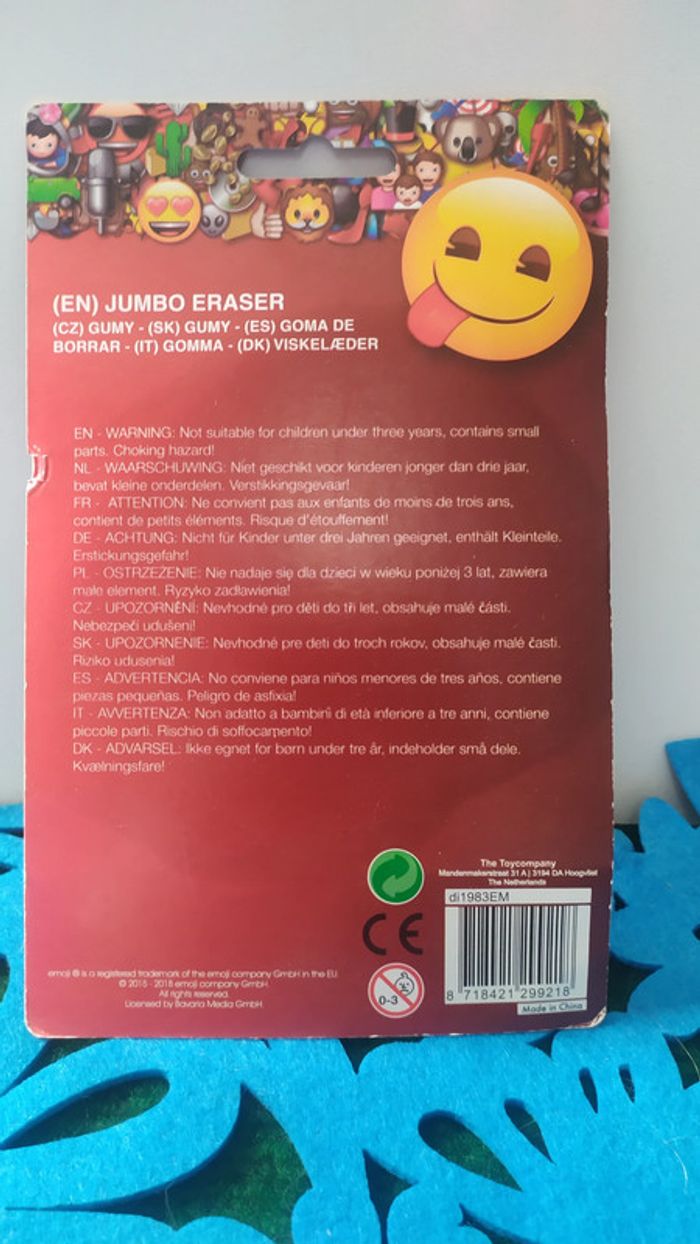 (EN) JUMBO ERASER
(CZ) GUMY - (SK) GUMY - (ES) GOMA DE
BORRAR - (IT) GOMMA - (DK) VISKELÆDER
EN - WARNING: Not suitable for children under three years, contains small
parts. Choking hazard!
NL - WAARSCHUWING: Niet geschikt voor kinderen jonger dan drie jaar,
bevat kleine onderdelen. Verstikkingsgevaar!
FR - ATTENTION: Ne convient pas aux enfants de moins de trois ans,
contient de petits éléments. Risque d'étouffement!
DE - ACHTUNG: Nicht für Kinder unter drei Jahren geeignet, enthält Kleinteile.
Erstickungsgefahr!
PL - OSTRZEŻENIE: Nie nadaje się dla dzieci w wieku poniżej 3 lat, zawiera
małe element. Ryzyko zadławienia!
CZ - UPOZORNĚNÍ: Nevhodné pro děti do tři let, obsahuje malé části.
Nebezpečí udušení!
SK - UPOZORNENIE: Nevhodné pre deti do troch rokov, obsahuje malé časti.
Riziko udusenia!
ES - ADVERTENCIA: No conviene para niños menores de tres años, contiene
piezas pequeñas. Peligro de asfixia!
IT - AVVERTENZA: Non adatto a bambini di età inferiore a tre anni, contiene
piccole parti. Rischio di soffocamento!
DK - ADVARSEL: Ikke egnet for børn under tre år, indeholder små dele.
Kvælningsfare!
The Toycompany
Mandenmakerstraat 31 A | 3194 DA Hoogvliet
The Netherlands
di1983EM
CE
0-3
8 718421 299218
Made in China
emoji ® is a registered trademark of the emoji company GmbH in the EU.
© 2015 - 2018 emoji company GmbH.
All rights reserved.
Licensed by Bavaria Media GmbH.